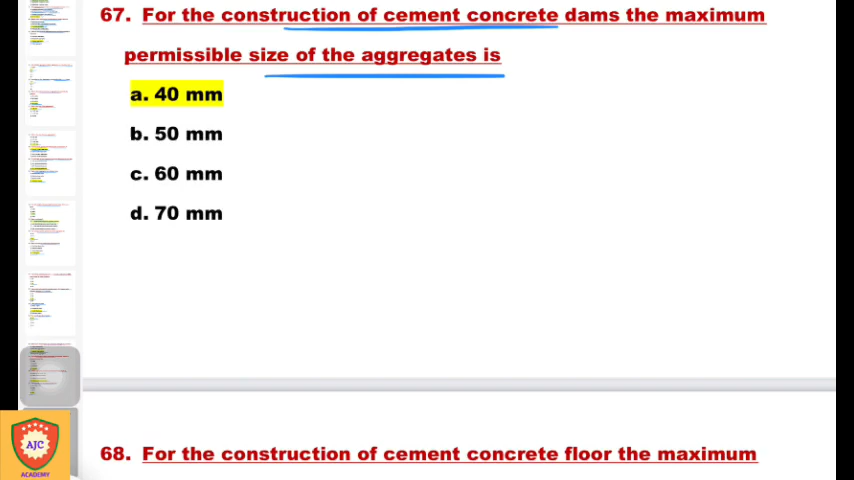 67. For the construction of cement concrete dams the maximum
permissible size of the aggregates is
a. 40 mm
b. 50 mm
c. 60 mm
d. 70 mm
AJC
ACADEMY
68. For the construction of cement concrete floor the maximum